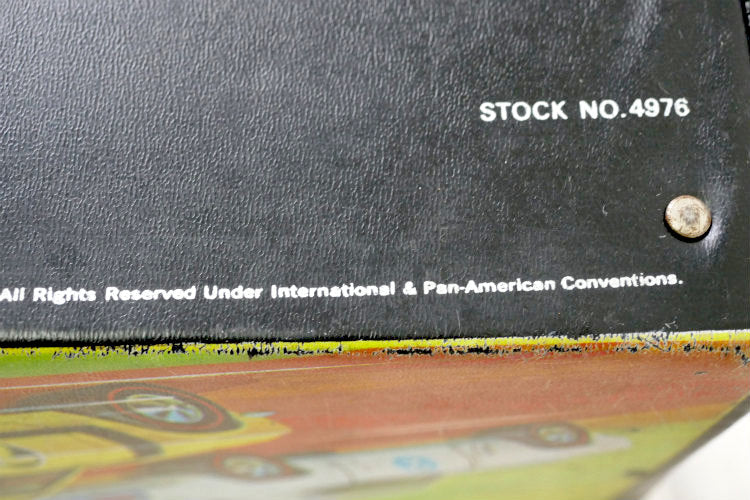 STOCK NO.4976
All Rights Reserved Under International & Pan-American Conventions.